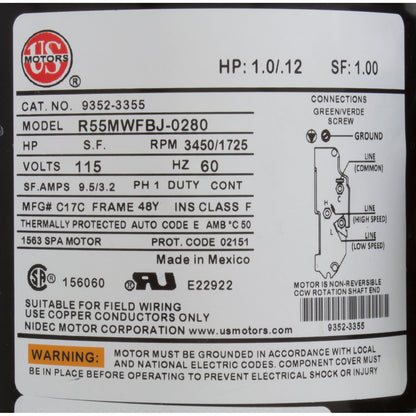 US
MOTORS
®
HP: 1.0/.12 SF: 1.00
CAT. NO. 9352-3355
MODEL R55MWFBJ-0280
HP S.F. RPM 3450/1725
VOLTS 115 HZ 60
SF.AMPS 9.5/3.2 PH 1 DUTY CONT
MFG# C17C FRAME 48Y INS CLASS F
THERMALLY PROTECTED AUTO CODE E AMB °C 50
1563 SPA MOTOR PROT. CODE 02151
Made in Mexico
SA ® 156060 RU ® E22922
SUITABLE FOR FIELD WIRING
USE COPPER CONDUCTORS ONLY
NIDEC MOTOR CORPORATION www.usmotors.com
CONNECTIONS
GREEN/VERDE
SCREW
GROUND
LINE
(COMMON)
C
H
LINE
(HIGH SPEED)
L
LINE
(LOW SPEED)
MOTOR IS NON-REVERSIBLE
CCW ROTATION SHAFT END
9352-3355
WARNING: MOTOR MUST BE GROUNDED IN ACCORDANCE WITH LOCAL
AND NATIONAL ELECTRIC CODES. COMPONENT COVER MUST
BE IN PLACE BEFORE OPERATING TO PREVENT ELECTRICAL SHOCK OR INJURY